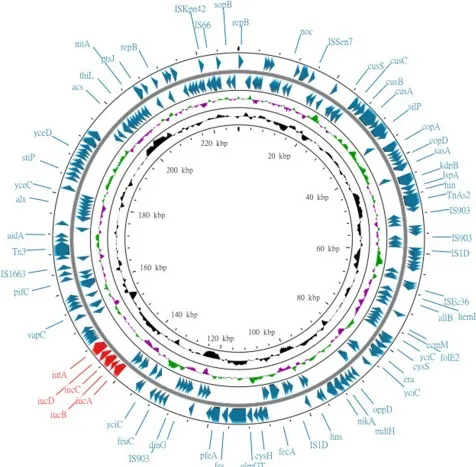 sopB
repB
noc
ISSen7
cusS
cusC
cusB
cusA
silP
copA
copD
sasA
kdpB
lspA
hin
TnAs2
IS903
IS903
IS1D
ISEc36
hemE
allB
ccmM
yciC
folE2
cysS
era
yciC
oppD
mdtH
nikA
hns
IS1D
fecA
cysH
glmGT
fes
pfeA
dmG
IS903
feuC
yciC
iucA
iucB
iucC
iucD
iutA
vapC
pifC
IS1663
Tn3
aidA
alx
yceC
stiP
yceD
acs
thiL
ptsJ
nitA
repB
IS66
ISKpn42
20 kbp
40 kbp
60 kbp
80 kbp
100 kbp
120 kbp
140 kbp
160 kbp
180 kbp
200 kbp
220 kbp